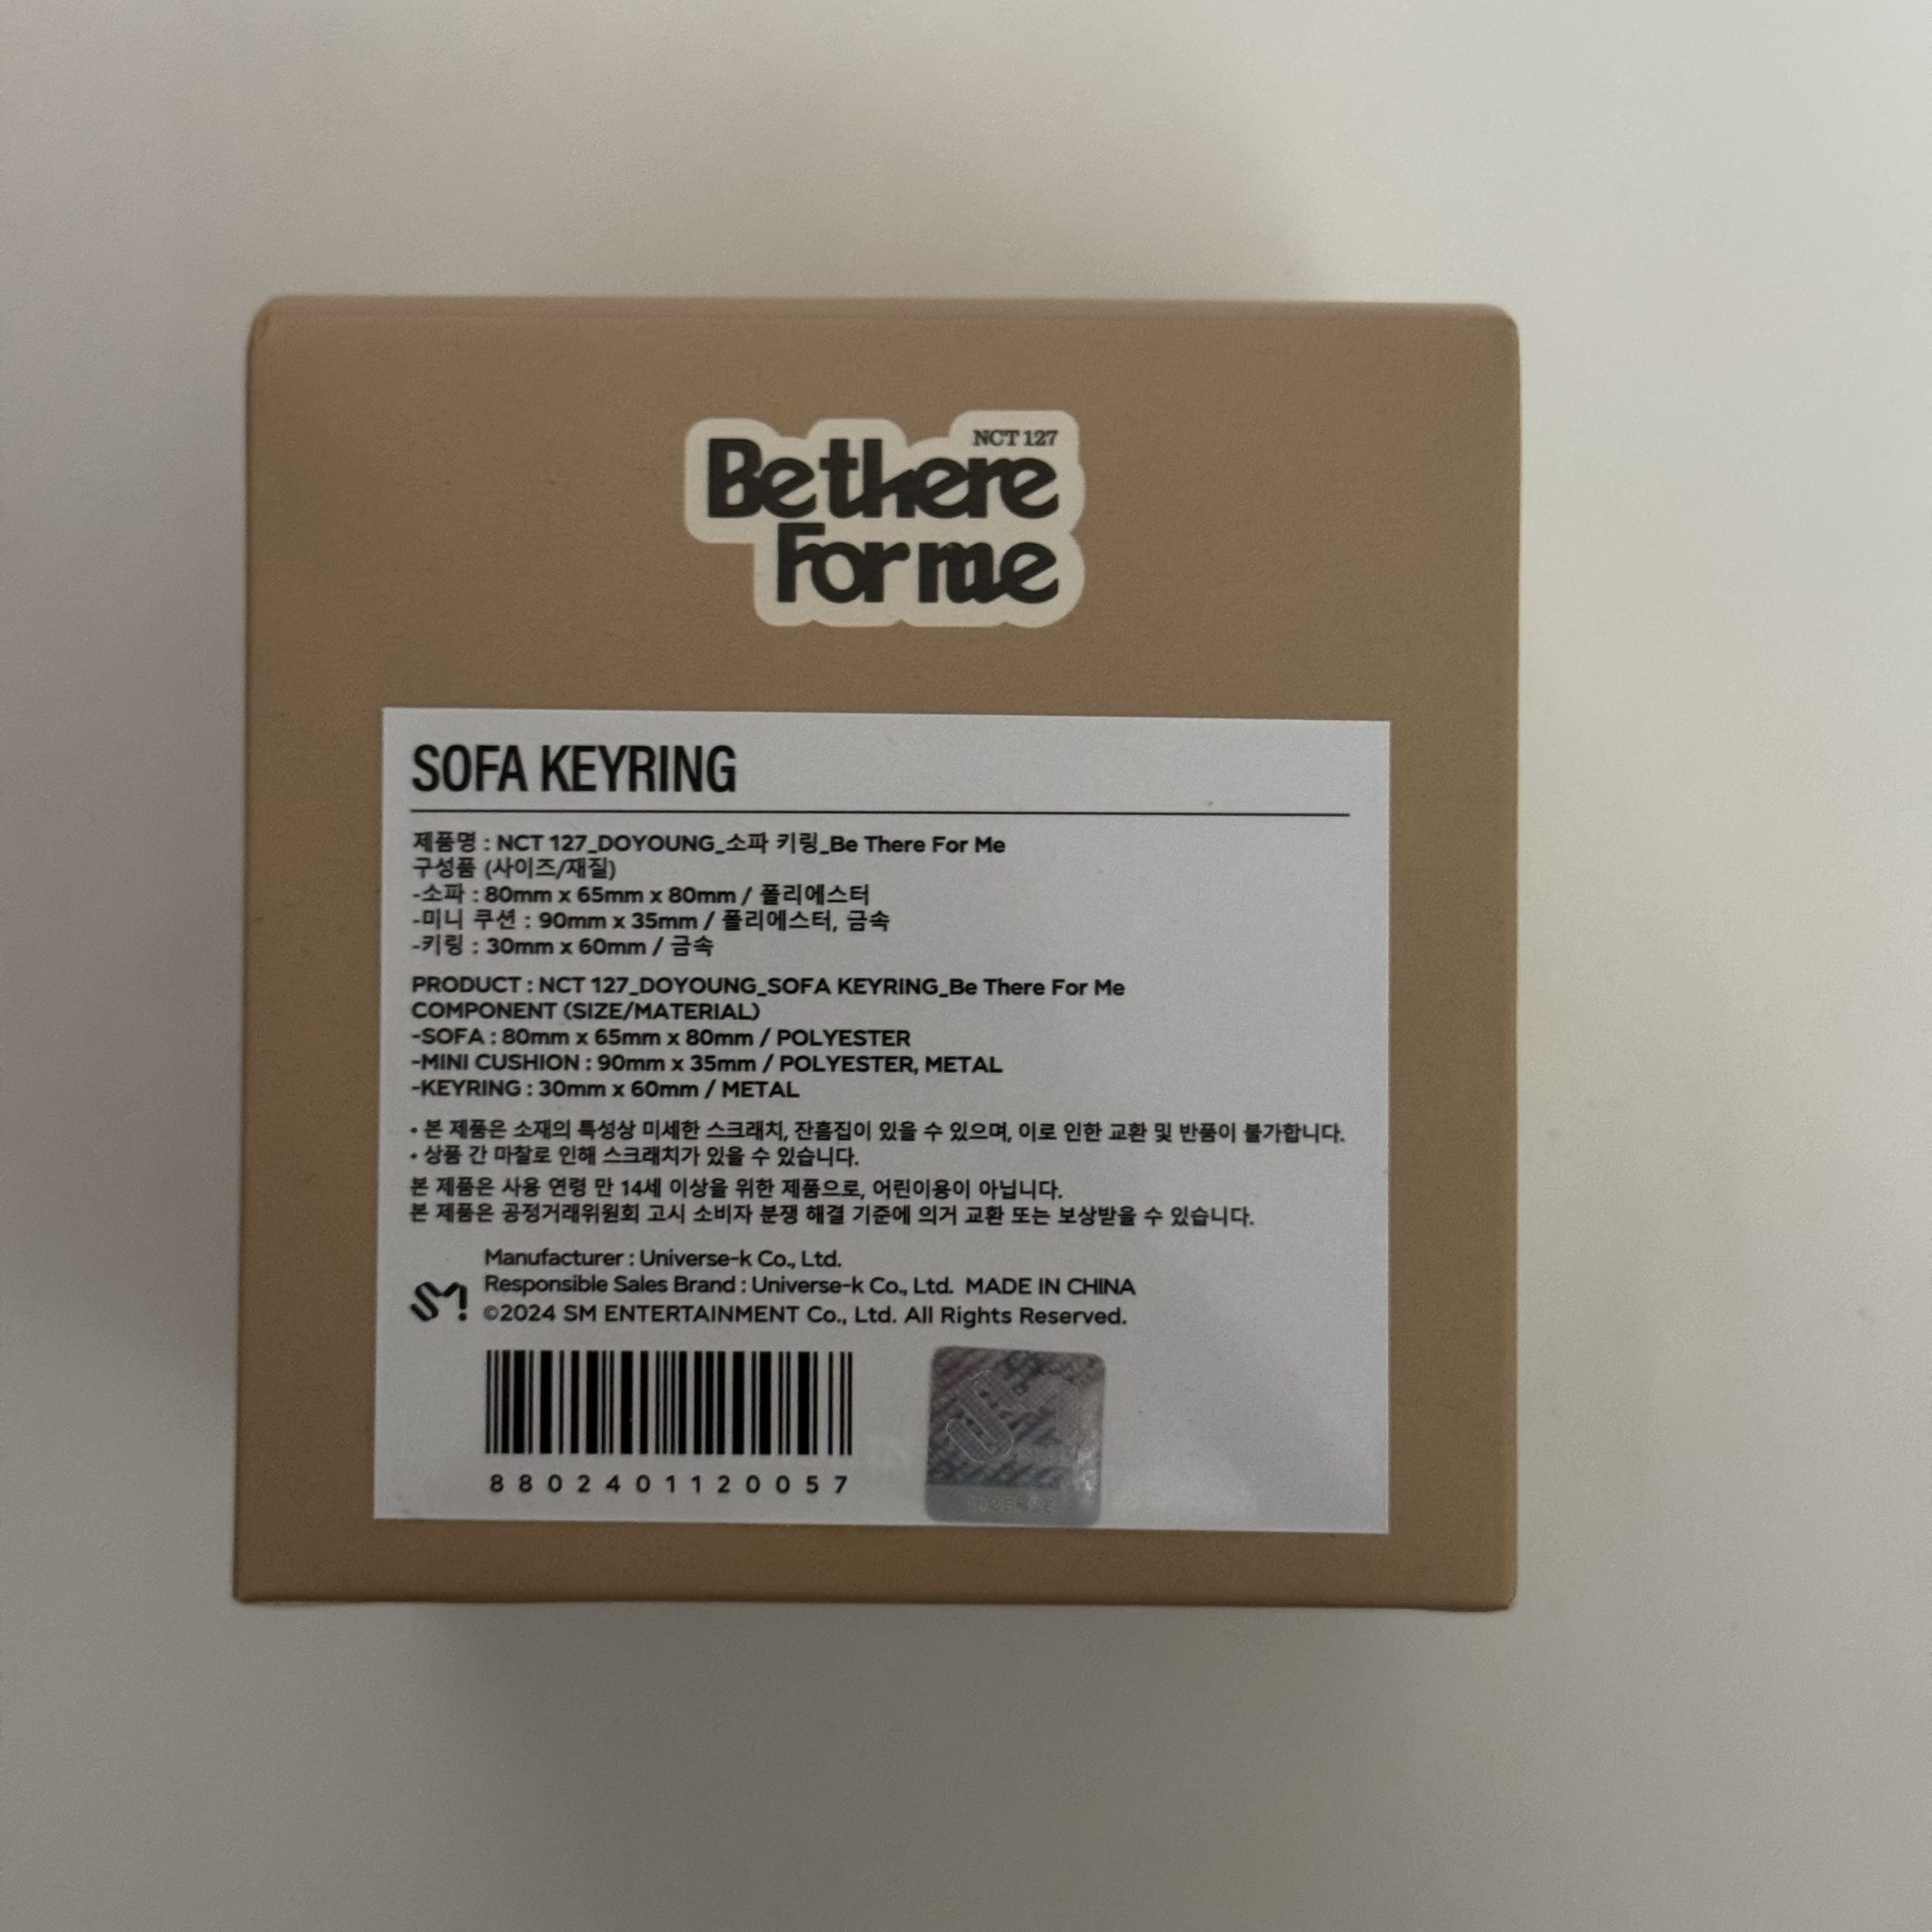 NCT 127
Be there
For me
SOFA KEYRING
제품명 : NCT 127_DOYOUNG_소파 키링_Be There For Me
구성품 (사이즈/재질)
-소파 : 80mm x 65mm x 80mm / 폴리에스터
-미니 쿠션 : 90mm x 35mm / 폴리에스터, 금속
-키링 : 30mm x 60mm / 금속
PRODUCT : NCT 127_DOYOUNG_SOFA KEYRING_Be There For Me
COMPONENT (SIZE/MATERIAL)
-SOFA : 80mm x 65mm x 80mm / POLYESTER
-MINI CUSHION : 90mm x 35mm / POLYESTER, METAL
-KEYRING : 30mm x 60mm / METAL
• 본 제품은 소재의 특성상 미세한 스크래치, 잔흠집이 있을 수 있으며, 이로 인한 교환 및 반품이 불가합니다.
• 상품 간 마찰로 인해 스크래치가 있을 수 있습니다.
본 제품은 사용 연령 만 14세 이상을 위한 제품으로, 어린이용이 아닙니다.
본 제품은 공정거래위원회 고시 소비자 분쟁 해결 기준에 의거 교환 또는 보상받을 수 있습니다.
Manufacturer : Universe-k Co., Ltd.
Responsible Sales Brand : Universe-k Co., Ltd. MADE IN CHINA
©2024 SM ENTERTAINMENT Co., Ltd. All Rights Reserved.
8802401120057